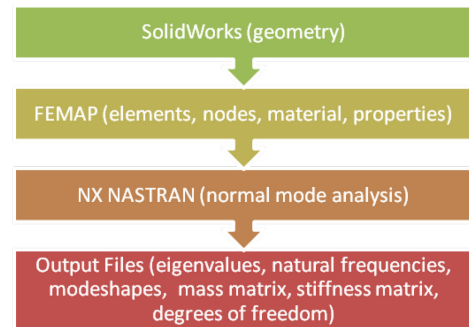 SolidWorks (geometry)
FEMAP (elements, nodes, material, properties)
NX NASTRAN (normal mode analysis)
Output Files (eigenvalues, natural frequencies,
modeshapes, mass matrix, stiffness matrix,
degrees of freedom)